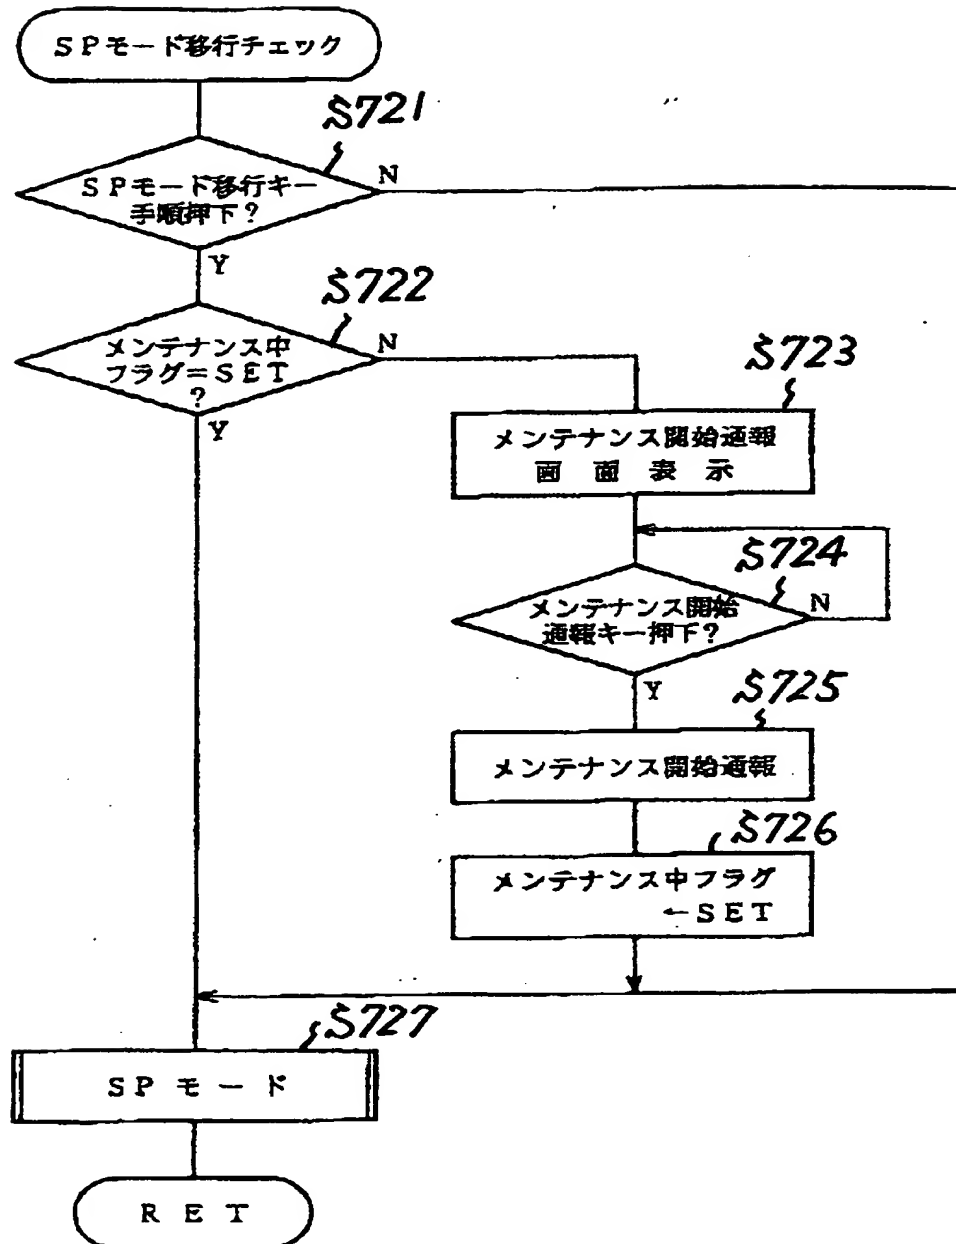 SPモード移行チェック
S721
SPモード移行キー
手順押下?
N
Y
S722
メンテナンス中
フラグ=SET
?
N
Y
S723
メンテナンス開始通報
画面表示
S724
メンテナンス開始
通報キー押下?
N
Y
S725
メンテナンス開始通報
S726
メンテナンス中フラグ
←SET
S727
SPモード
RET